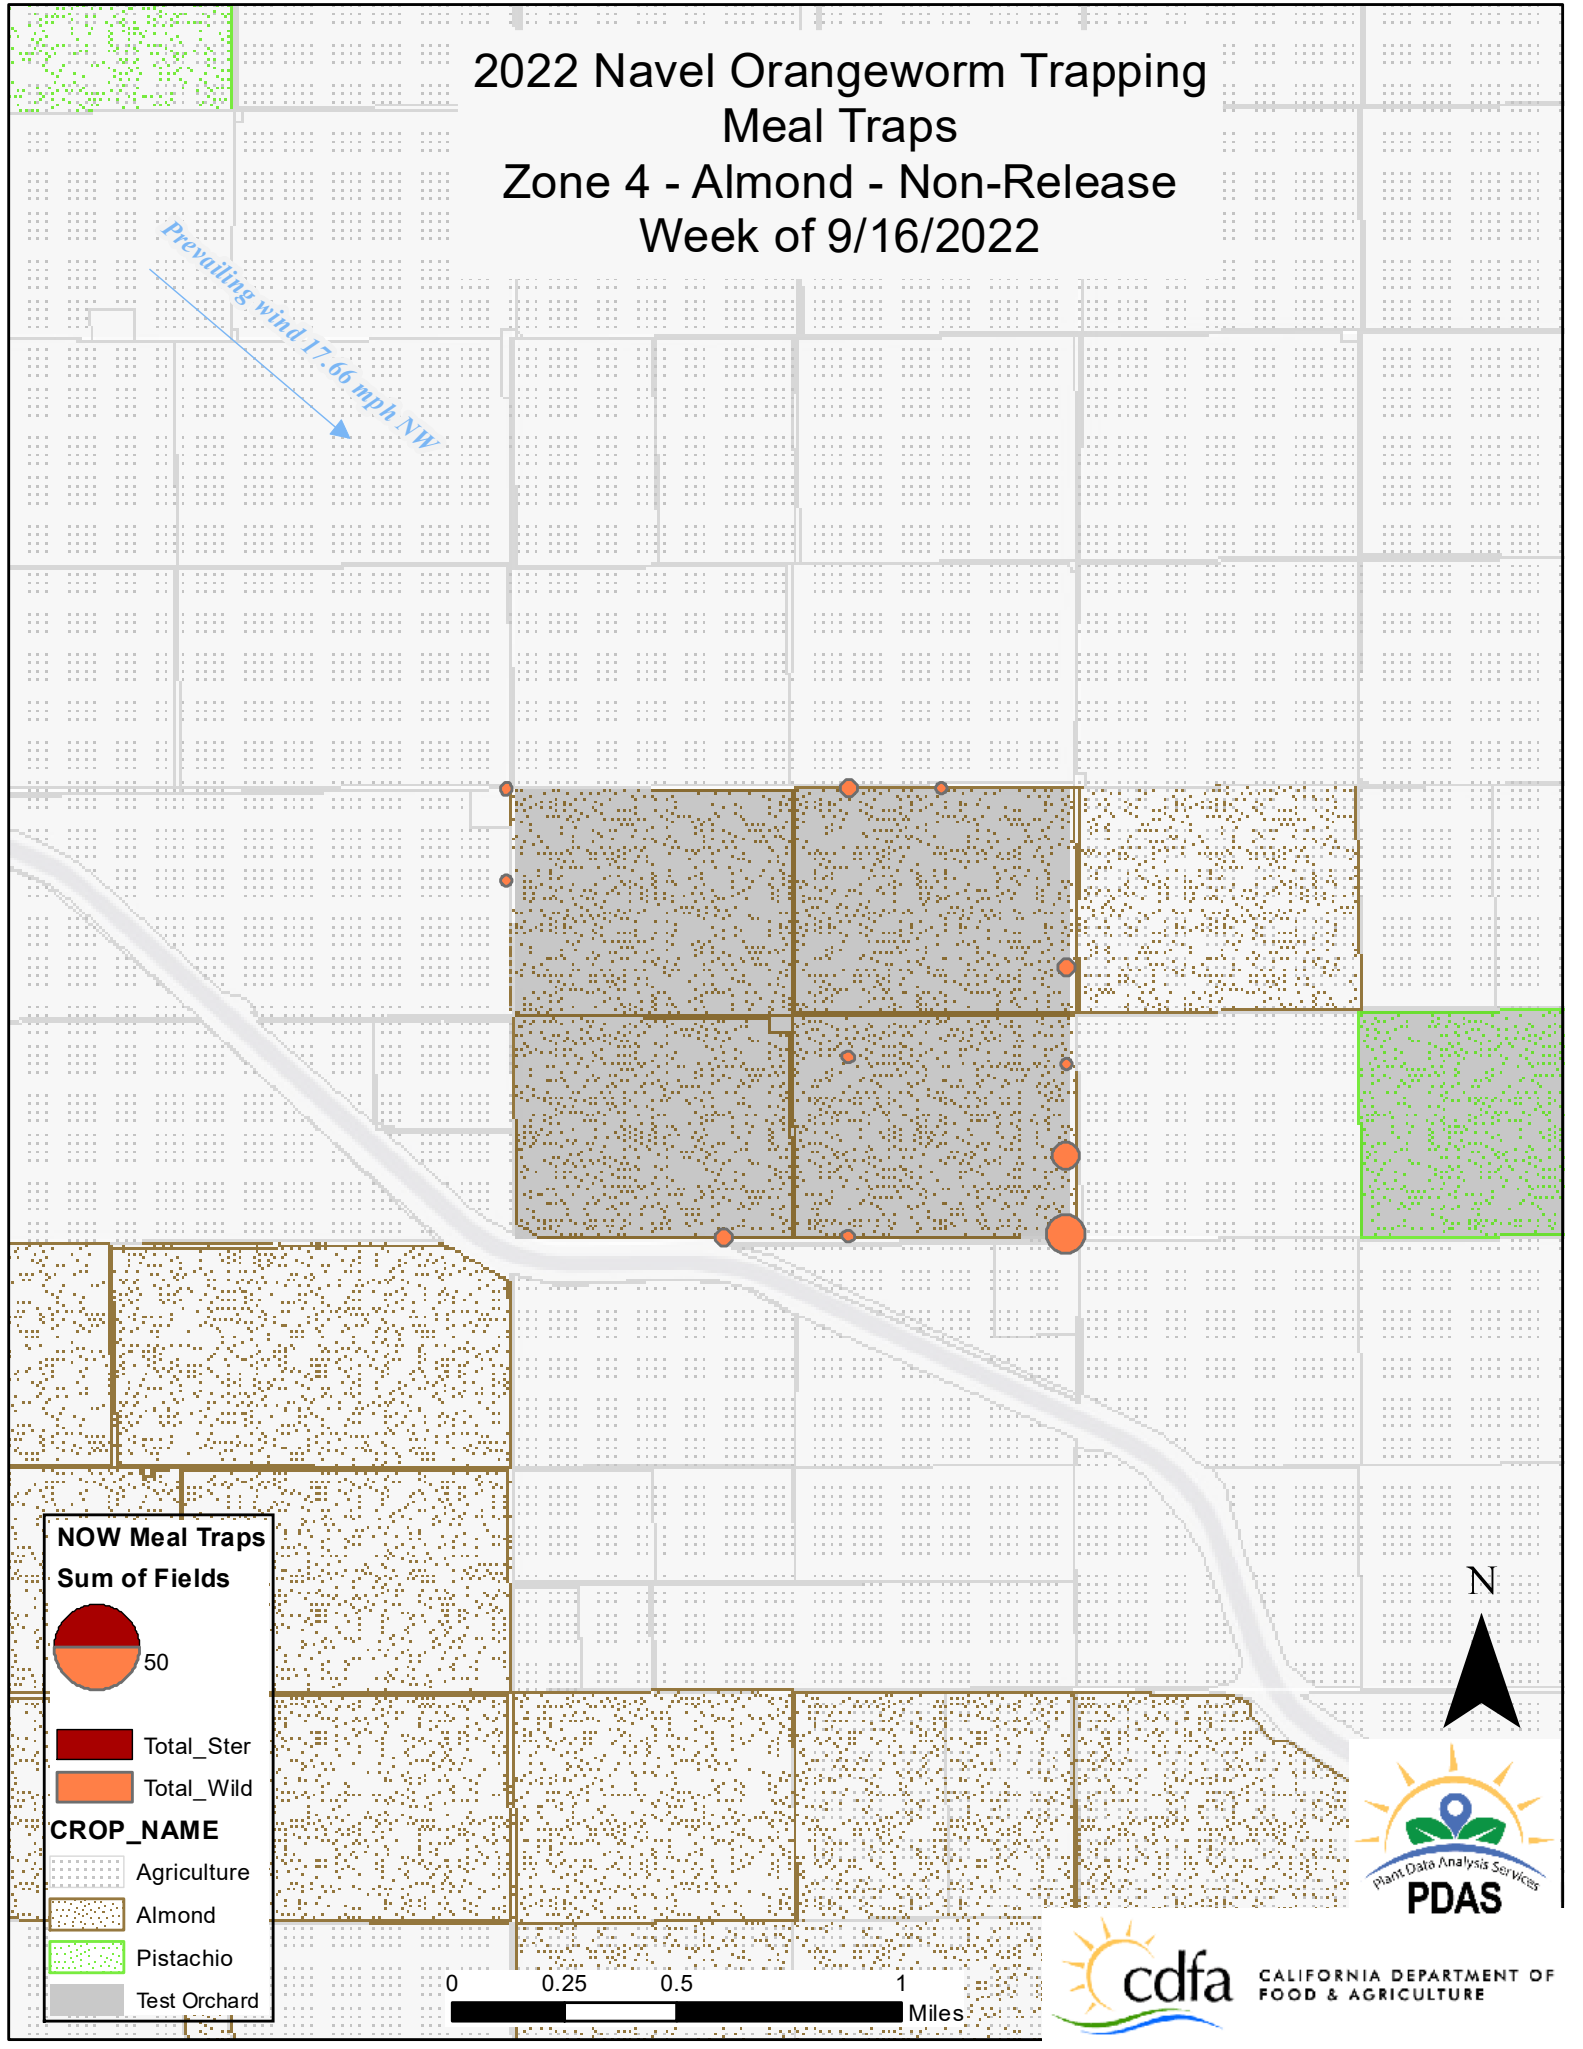 2022 Navel Orangeworm Trapping
Meal Traps
Zone 4 - Almond - Non-Release
Week of 9/16/2022
Prevailing wind 17.66 mph NW
NOW Meal Traps
Sum of Fields
50
Total_Ster
Total_Wild
CROP_NAME
Agriculture
Almond
Pistachio
Test Orchard
0 0.25 0.5 1
Miles
N
Plant Data Analysis Services
PDAS
cdfa
CALIFORNIA DEPARTMENT OF
FOOD & AGRICULTURE